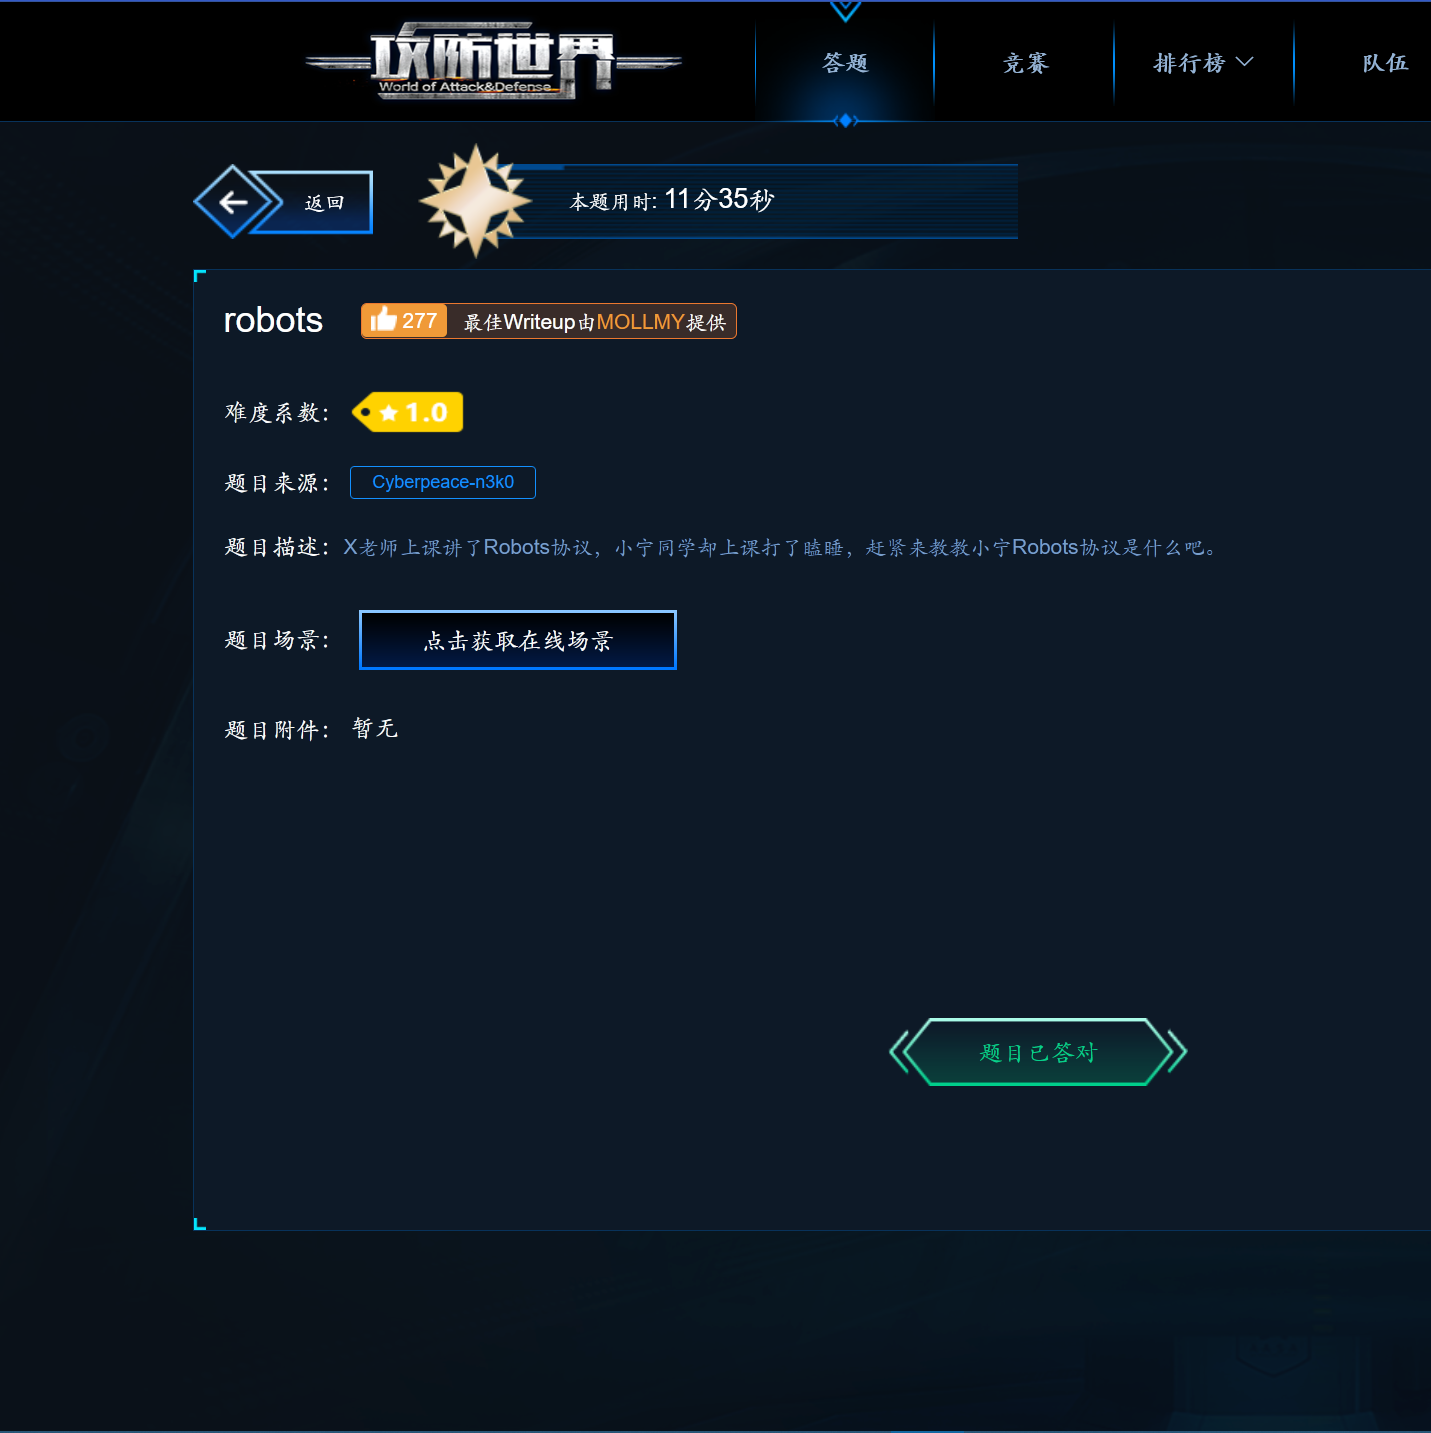 攻防世界
World of Attack&Defense
答题
竞赛
排行榜
队伍
返回
本题用时: 11分35秒
robots
277
最佳Writeup由MOLLMY提供
难度系数:
1.0
题目来源:
Cyberpeace-n3k0
题目描述: X老师上课讲了Robots协议，小宁同学却上课打了瞌睡，赶紧来教教小宁Robots协议是什么吧。
题目场景:
点击获取在线场景
题目附件: 暂无
题目已答对